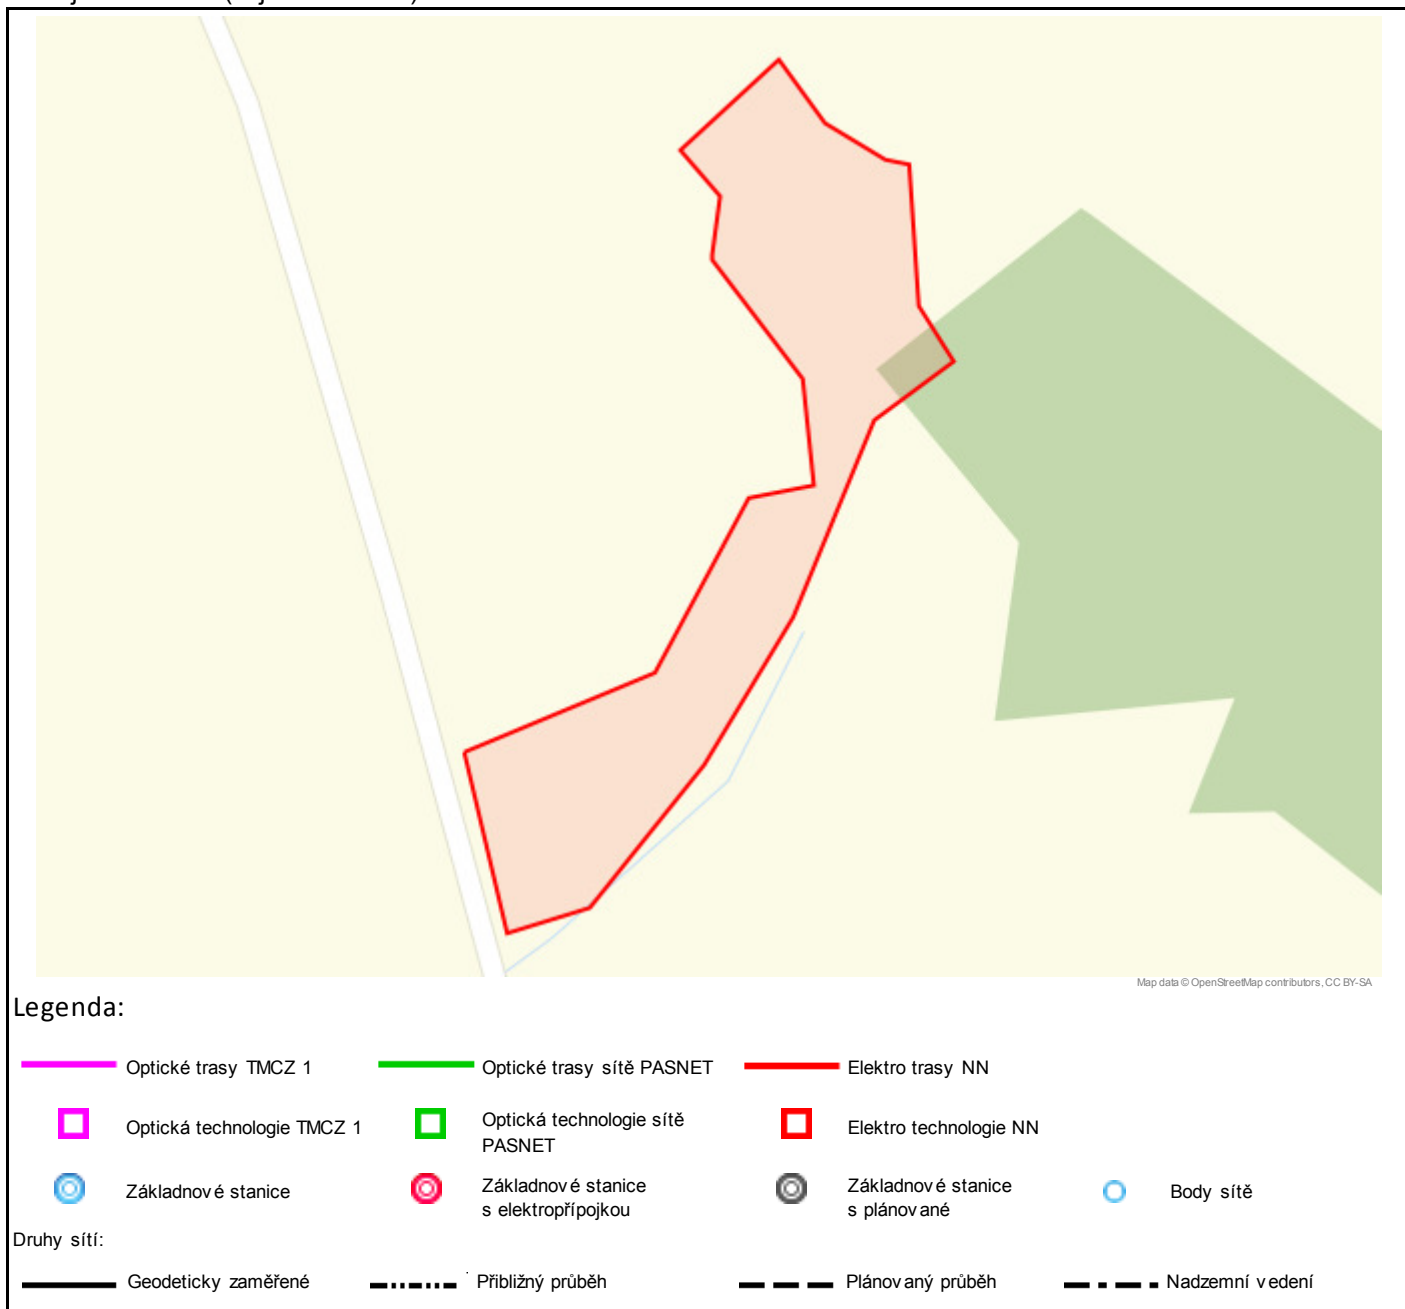 Map data © OpenStreetMap contributors, CC BY-SA
Legenda:
Optické trasy TMCZ 1
Optické trasy sítě PASNET
Elektro trasy NN
Optická technologie TMCZ 1
Optická technologie sítě
PASNET
Elektro technologie NN
Základnové stanice
Základnové stanice
s elektropřípojkou
Základnové stanice
s plánované
Body sítě
Druhy sítí:
Geodeticky zaměřené
Přibližný průběh
Plánovaný průběh
Nadzemní vedení